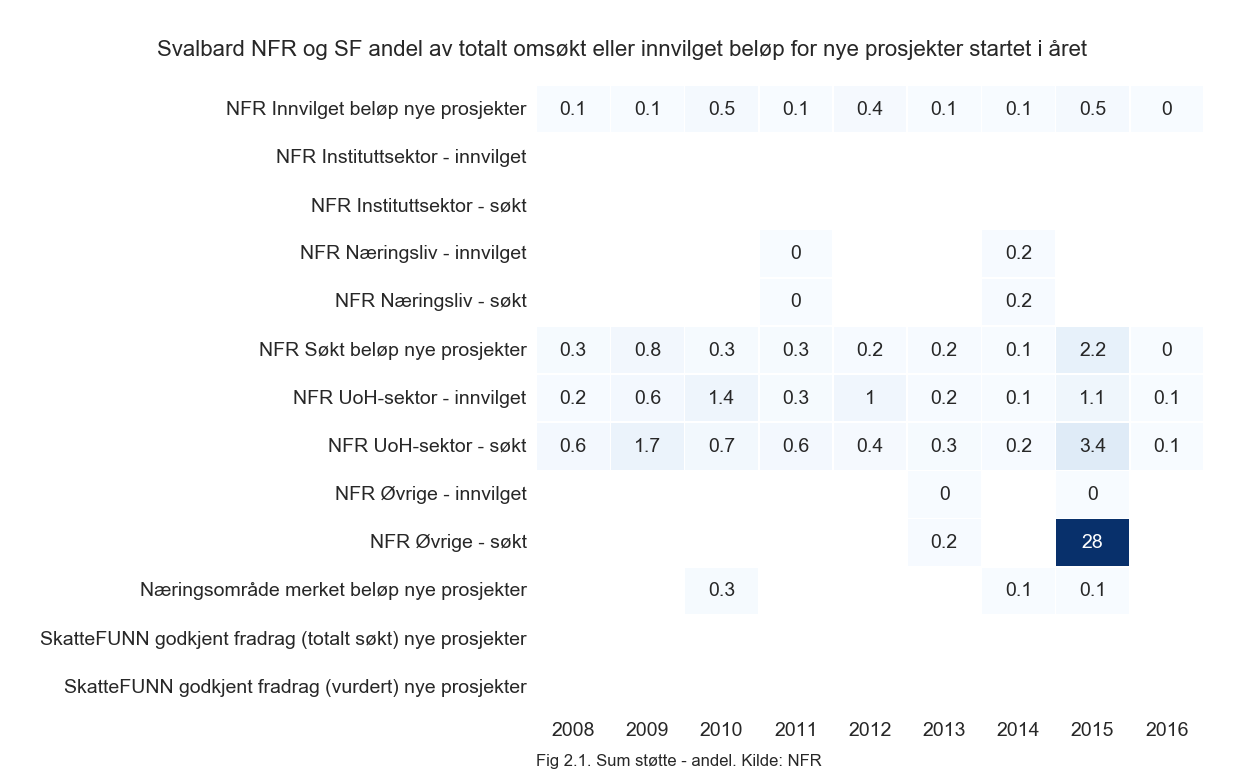 Svalbard NFR og SF andel av totalt omsøkt eller innvilget beløp for nye prosjekter startet i året
NFR Innvilget beløp nye prosjekter 0.1 0.1 0.5 0.1 0.4 0.1 0.1 0.5 0
NFR Instituttsektor - innvilget
NFR Instituttsektor - søkt
NFR Næringsliv - innvilget 0 0.2
NFR Næringsliv - søkt 0 0.2
NFR Søkt beløp nye prosjekter 0.3 0.8 0.3 0.3 0.2 0.2 0.1 2.2 0
NFR UoH-sektor - innvilget 0.2 0.6 1.4 0.3 1 0.2 0.1 1.1 0.1
NFR UoH-sektor - søkt 0.6 1.7 0.7 0.6 0.4 0.3 0.2 3.4 0.1
NFR Øvrige - innvilget 0 0
NFR Øvrige - søkt 0.2 28
Næringsområde merket beløp nye prosjekter 0.3 0.1 0.1
SkatteFUNN godkjent fradrag (totalt søkt) nye prosjekter
SkatteFUNN godkjent fradrag (vurdert) nye prosjekter
2008 2009 2010 2011 2012 2013 2014 2015 2016
Fig 2.1. Sum støtte - andel. Kilde: NFR